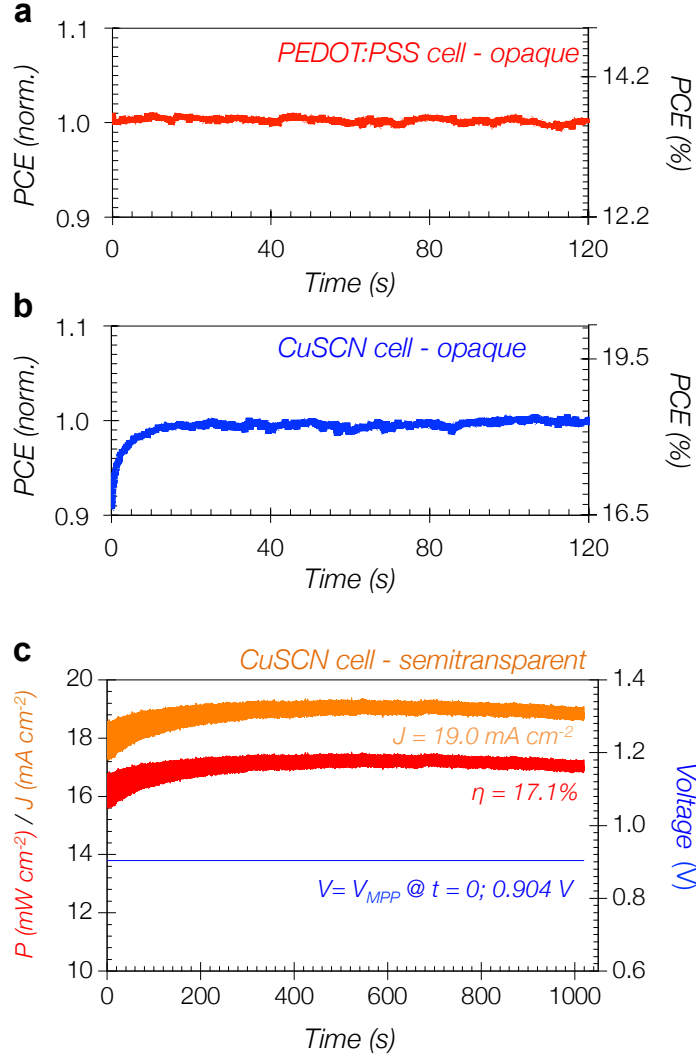 a
PEDOT:PSS cell - opaque
PCE (norm.)
1.1
1.0
0.9
PCE (%)
14.2
12.2
0 40 80 120
Time (s)
b
CuSCN cell - opaque
PCE (norm.)
1.1
1.0
0.9
PCE (%)
19.5
16.5
0 40 80 120
Time (s)
c
CuSCN cell - semitransparent
P (mW cm-2) / J (mA cm-2)
20
18
16
14
12
10
J = 19.0 mA cm-2
η = 17.1%
V= VMPP @ t = 0; 0.904 V
Voltage (V)
1.4
1.2
1.0
0.8
0.6
0 200 400 600 800 1000
Time (s)